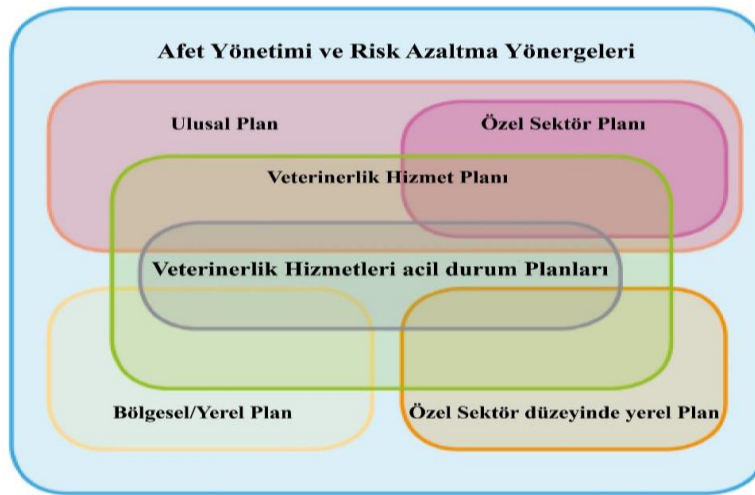 Afet Yönetimi ve Risk Azaltma Yönergeleri
Ulusal Plan
Özel Sektör Planı
Veterinerlik Hizmet Planı
Veterinerlik Hizmetleri acil durum Planları
Bölgesel/Yerel Plan
Özel Sektör düzeyinde yerel Plan